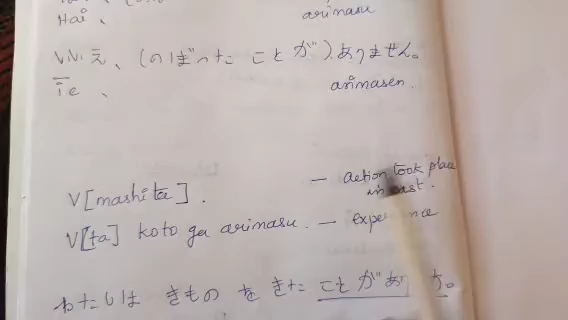 Hai、 arimasu
いいえ、(のぼった ことが)ありません。
Īe、 arimasen.
V[mashita]. — action took place
in past.
V[ta] koto ga arimasu. — experience
わたしは きもの を きた ことがあります。